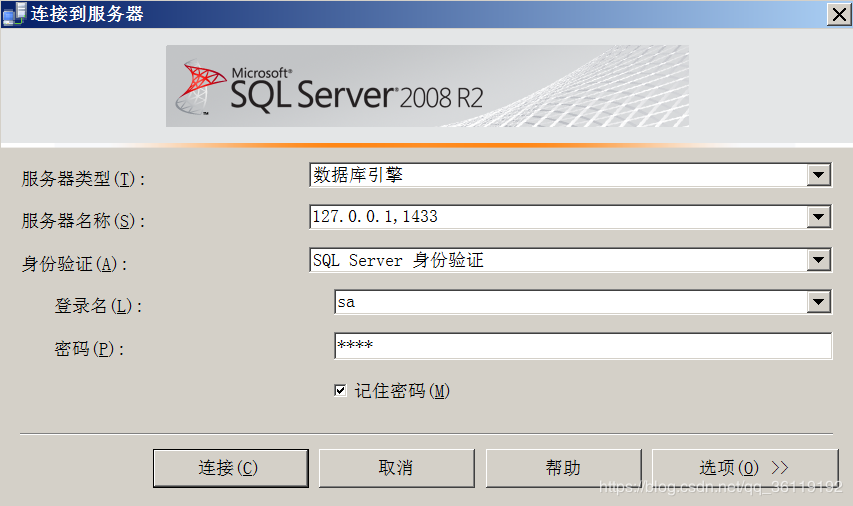 连接到服务器
Microsoft®
SQL Server® 2008 R2
服务器类型(T): 数据库引擎
服务器名称(S): 127.0.0.1,1433
身份验证(A): SQL Server 身份验证
登录名(L): sa
密码(P): ****
记住密码(M)
连接(C) 取消 帮助 选项(O) >>
https://blog.csdn.net/qq_36119192